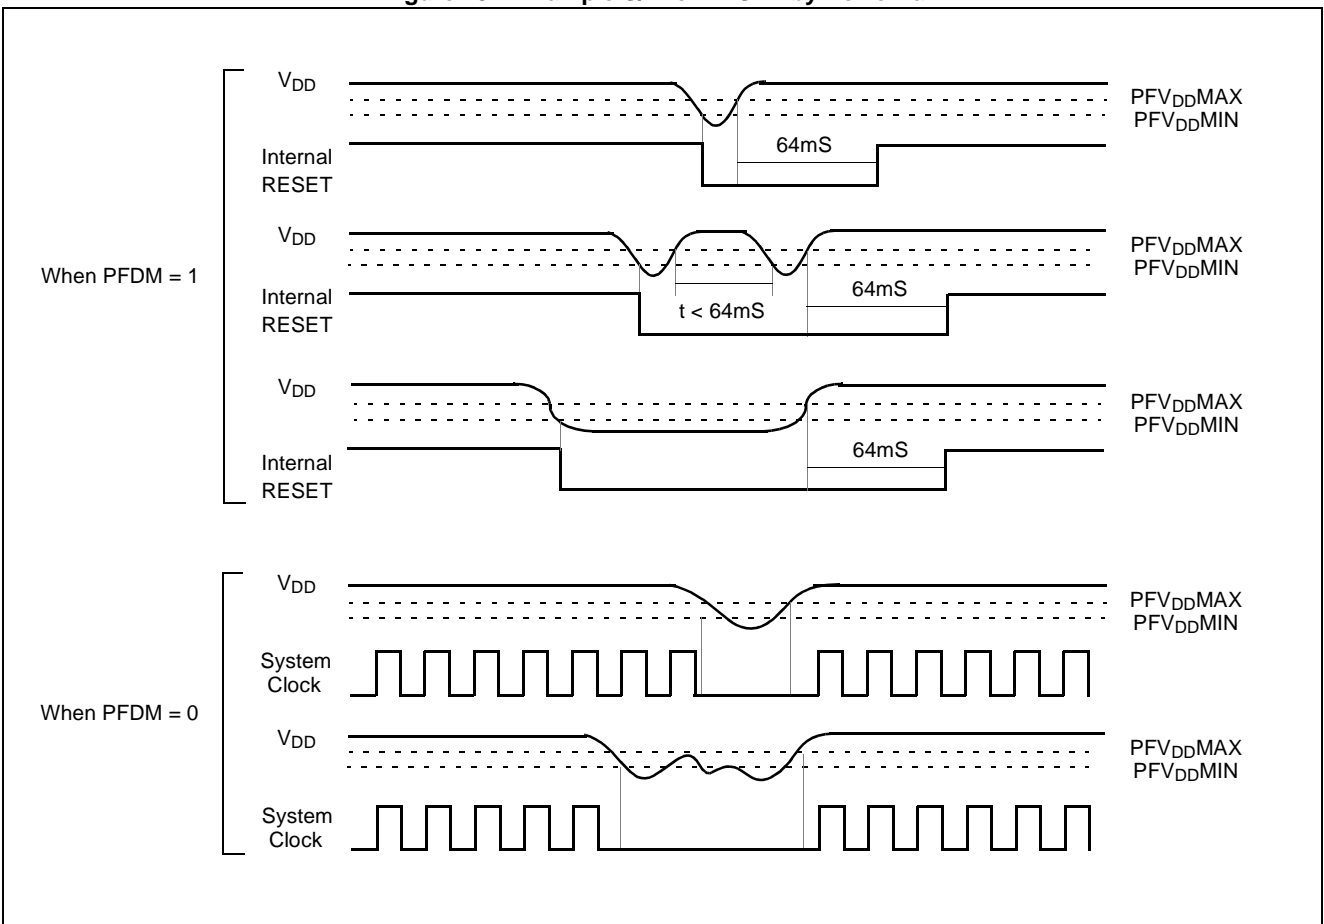 When PFDM = 1
VDD
PFVDDMAX
PFVDDMIN
Internal
RESET
64mS
VDD
PFVDDMAX
PFVDDMIN
Internal
RESET
t < 64mS
64mS
VDD
PFVDDMAX
PFVDDMIN
Internal
RESET
64mS
When PFDM = 0
VDD
PFVDDMAX
PFVDDMIN
System
Clock
VDD
PFVDDMAX
PFVDDMIN
System
Clock